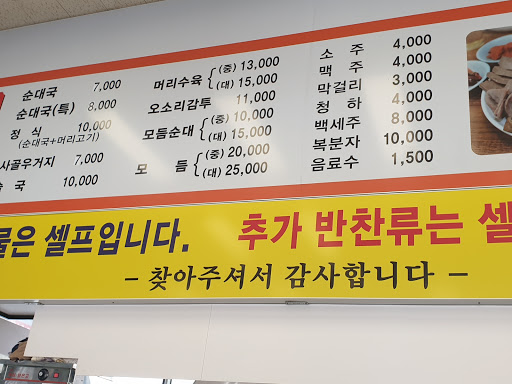 순대국 7,000
순대국(특) 8,000
정 식 10,000
(순대국+머리고기)
사골우거지 7,000
국 10,000
머리수육 (중) 13,000
(대) 15,000
오소리감투 11,000
모듬순대 (중) 10,000
(대) 15,000
모 듬 (중) 20,000
(대) 25,000
소 주 4,000
맥 주 4,000
막걸리 3,000
청 하 4,000
백세주 8,000
복분자 10,000
음료수 1,500
물은 셀프입니다. 추가 반찬류는 셀
- 찾아주셔서 감사합니다 -